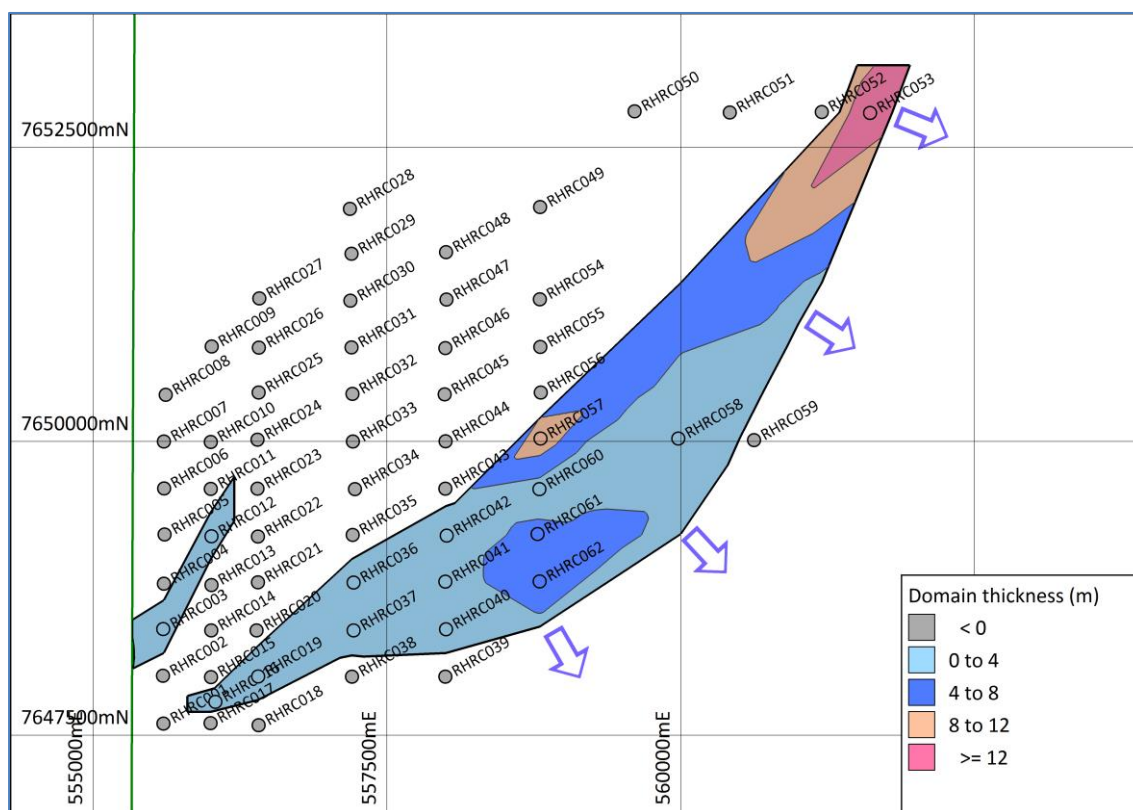 RHRC050
RHRC051
RHRC052
RHRC053
7652500mN
RHRC028
RHRC049
RHRC029
RHRC048
RHRC027
RHRC030
RHRC047
RHRC054
RHRC009
RHRC026
RHRC031
RHRC046
RHRC055
RHRC008
RHRC025
RHRC032
RHRC045
RHRC056
7650000mN
RHRC007
RHRC010
RHRC024
RHRC033
RHRC044
RHRC057
RHRC058
RHRC059
RHRC006
RHRC011
RHRC023
RHRC034
RHRC043
RHRC060
RHRC005
RHRC012
RHRC022
RHRC035
RHRC042
RHRC061
RHRC004
RHRC013
RHRC021
RHRC036
RHRC041
RHRC062
RHRC003
RHRC014
RHRC020
RHRC037
RHRC040
RHRC002
RHRC015
RHRC019
RHRC038
RHRC039
RHRC016
7647500mN
RHRC001
RHRC017
RHRC018
555000mE
557500mE
560000mE
Domain thickness (m)
< 0
0 to 4
4 to 8
8 to 12
>= 12